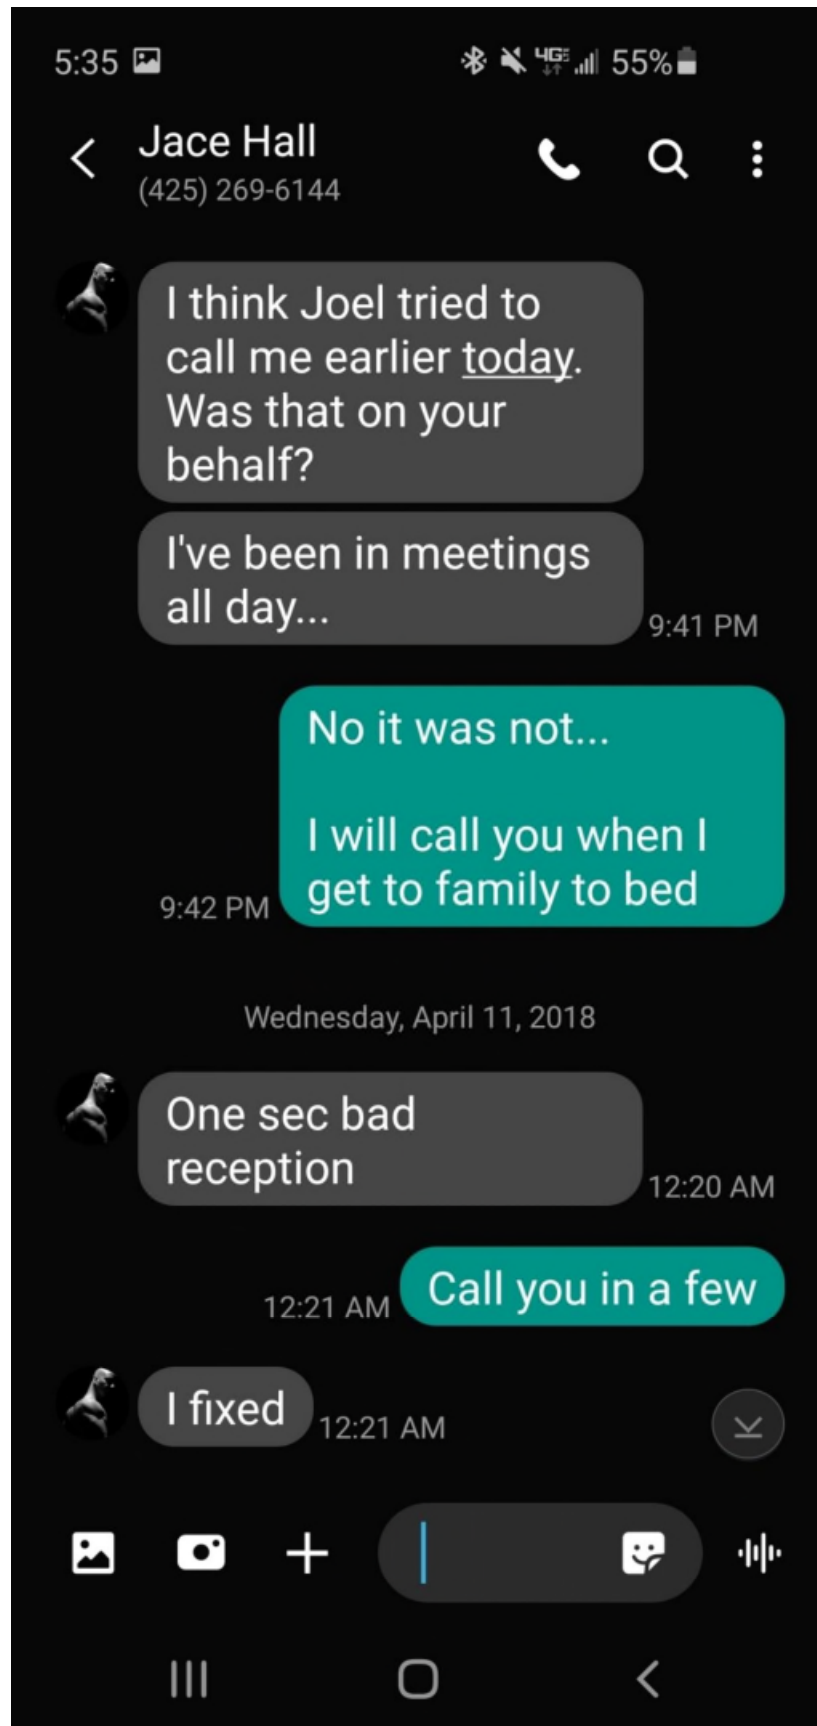 5:35 4GE 55%
Jace Hall
(425) 269-6144
I think Joel tried to
call me earlier today.
Was that on your
behalf?
I've been in meetings
all day...
9:41 PM
No it was not...
I will call you when I
get to family to bed
9:42 PM
Wednesday, April 11, 2018
One sec bad
reception
12:20 AM
Call you in a few
12:21 AM
I fixed
12:21 AM